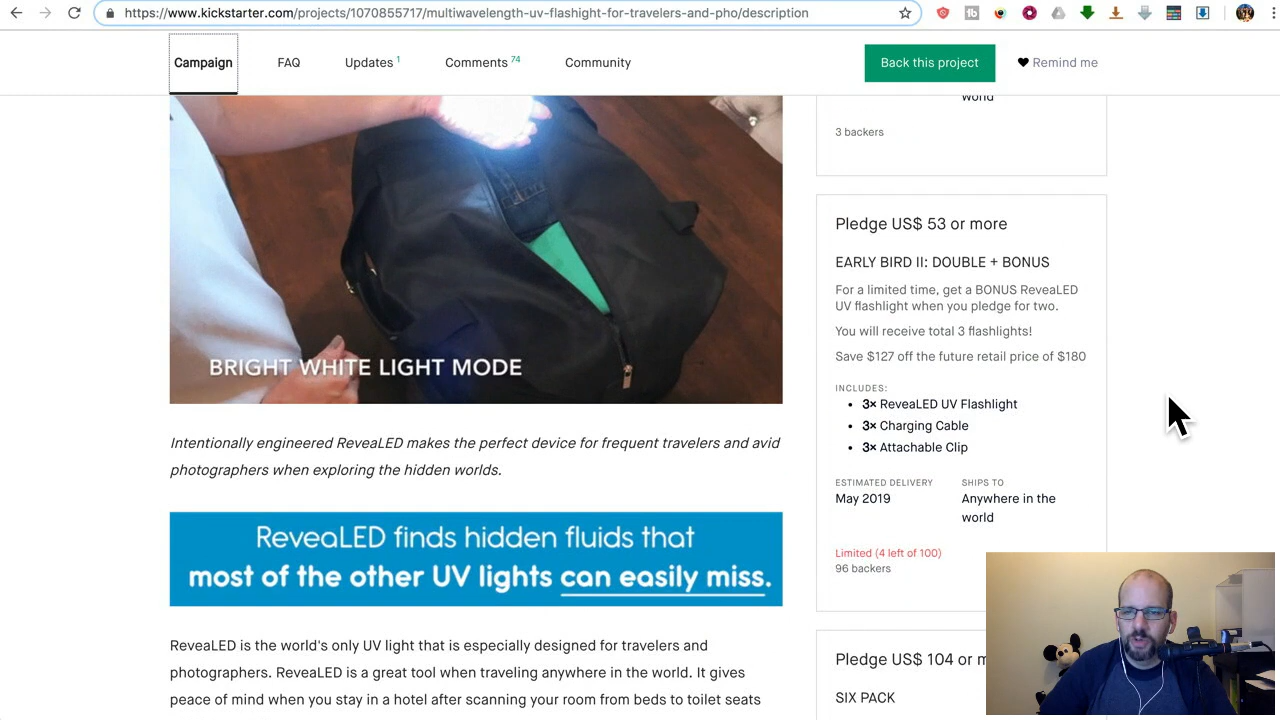 https://www.kickstarter.com/projects/1070855717/multiwavelength-uv-flashight-for-travelers-and-pho/description
Campaign
FAQ
Updates 1
Comments 74
Community
Back this project
Remind me
BRIGHT WHITE LIGHT MODE
Intentionally engineered ReveaLED makes the perfect device for frequent travelers and avid
photographers when exploring the hidden worlds.
ReveaLED finds hidden fluids that
most of the other UV lights can easily miss.
ReveaLED is the world's only UV light that is especially designed for travelers and
photographers. ReveaLED is a great tool when traveling anywhere in the world. It gives
peace of mind when you stay in a hotel after scanning your room from beds to toilet seats
world
3 backers
Pledge US$ 53 or more
EARLY BIRD II: DOUBLE + BONUS
For a limited time, get a BONUS ReveaLED
UV flashlight when you pledge for two.
You will receive total 3 flashlights!
Save $127 off the future retail price of $180
INCLUDES:
• 3× ReveaLED UV Flashlight
• 3× Charging Cable
• 3× Attachable Clip
ESTIMATED DELIVERY
May 2019
SHIPS TO
Anywhere in the
world
Limited (4 left of 100)
96 backers
Pledge US$ 104 or m
SIX PACK